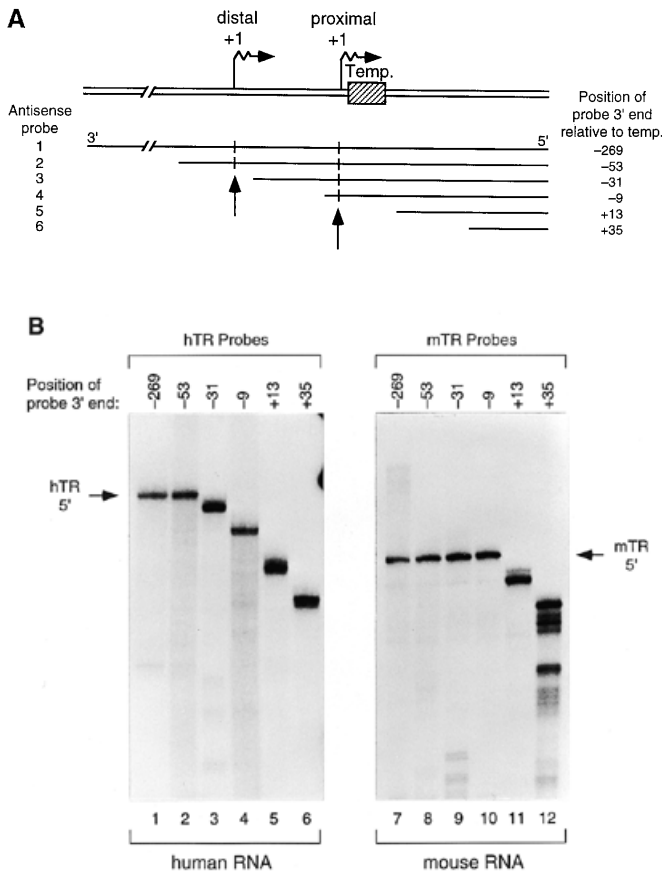 A
distal
proximal
+1
+1
Temp.
Antisense
probe
Position of
probe 3' end
relative to temp.
3'
5'
1
–269
2
–53
3
–31
4
–9
5
+13
6
+35
B
hTR Probes
mTR Probes
Position of
probe 3' end:
–269
–53
–31
–9
+13
+35
–269
–53
–31
–9
+13
+35
hTR
5'
mTR
5'
1 2 3 4 5 6
7 8 9 10 11 12
human RNA
mouse RNA